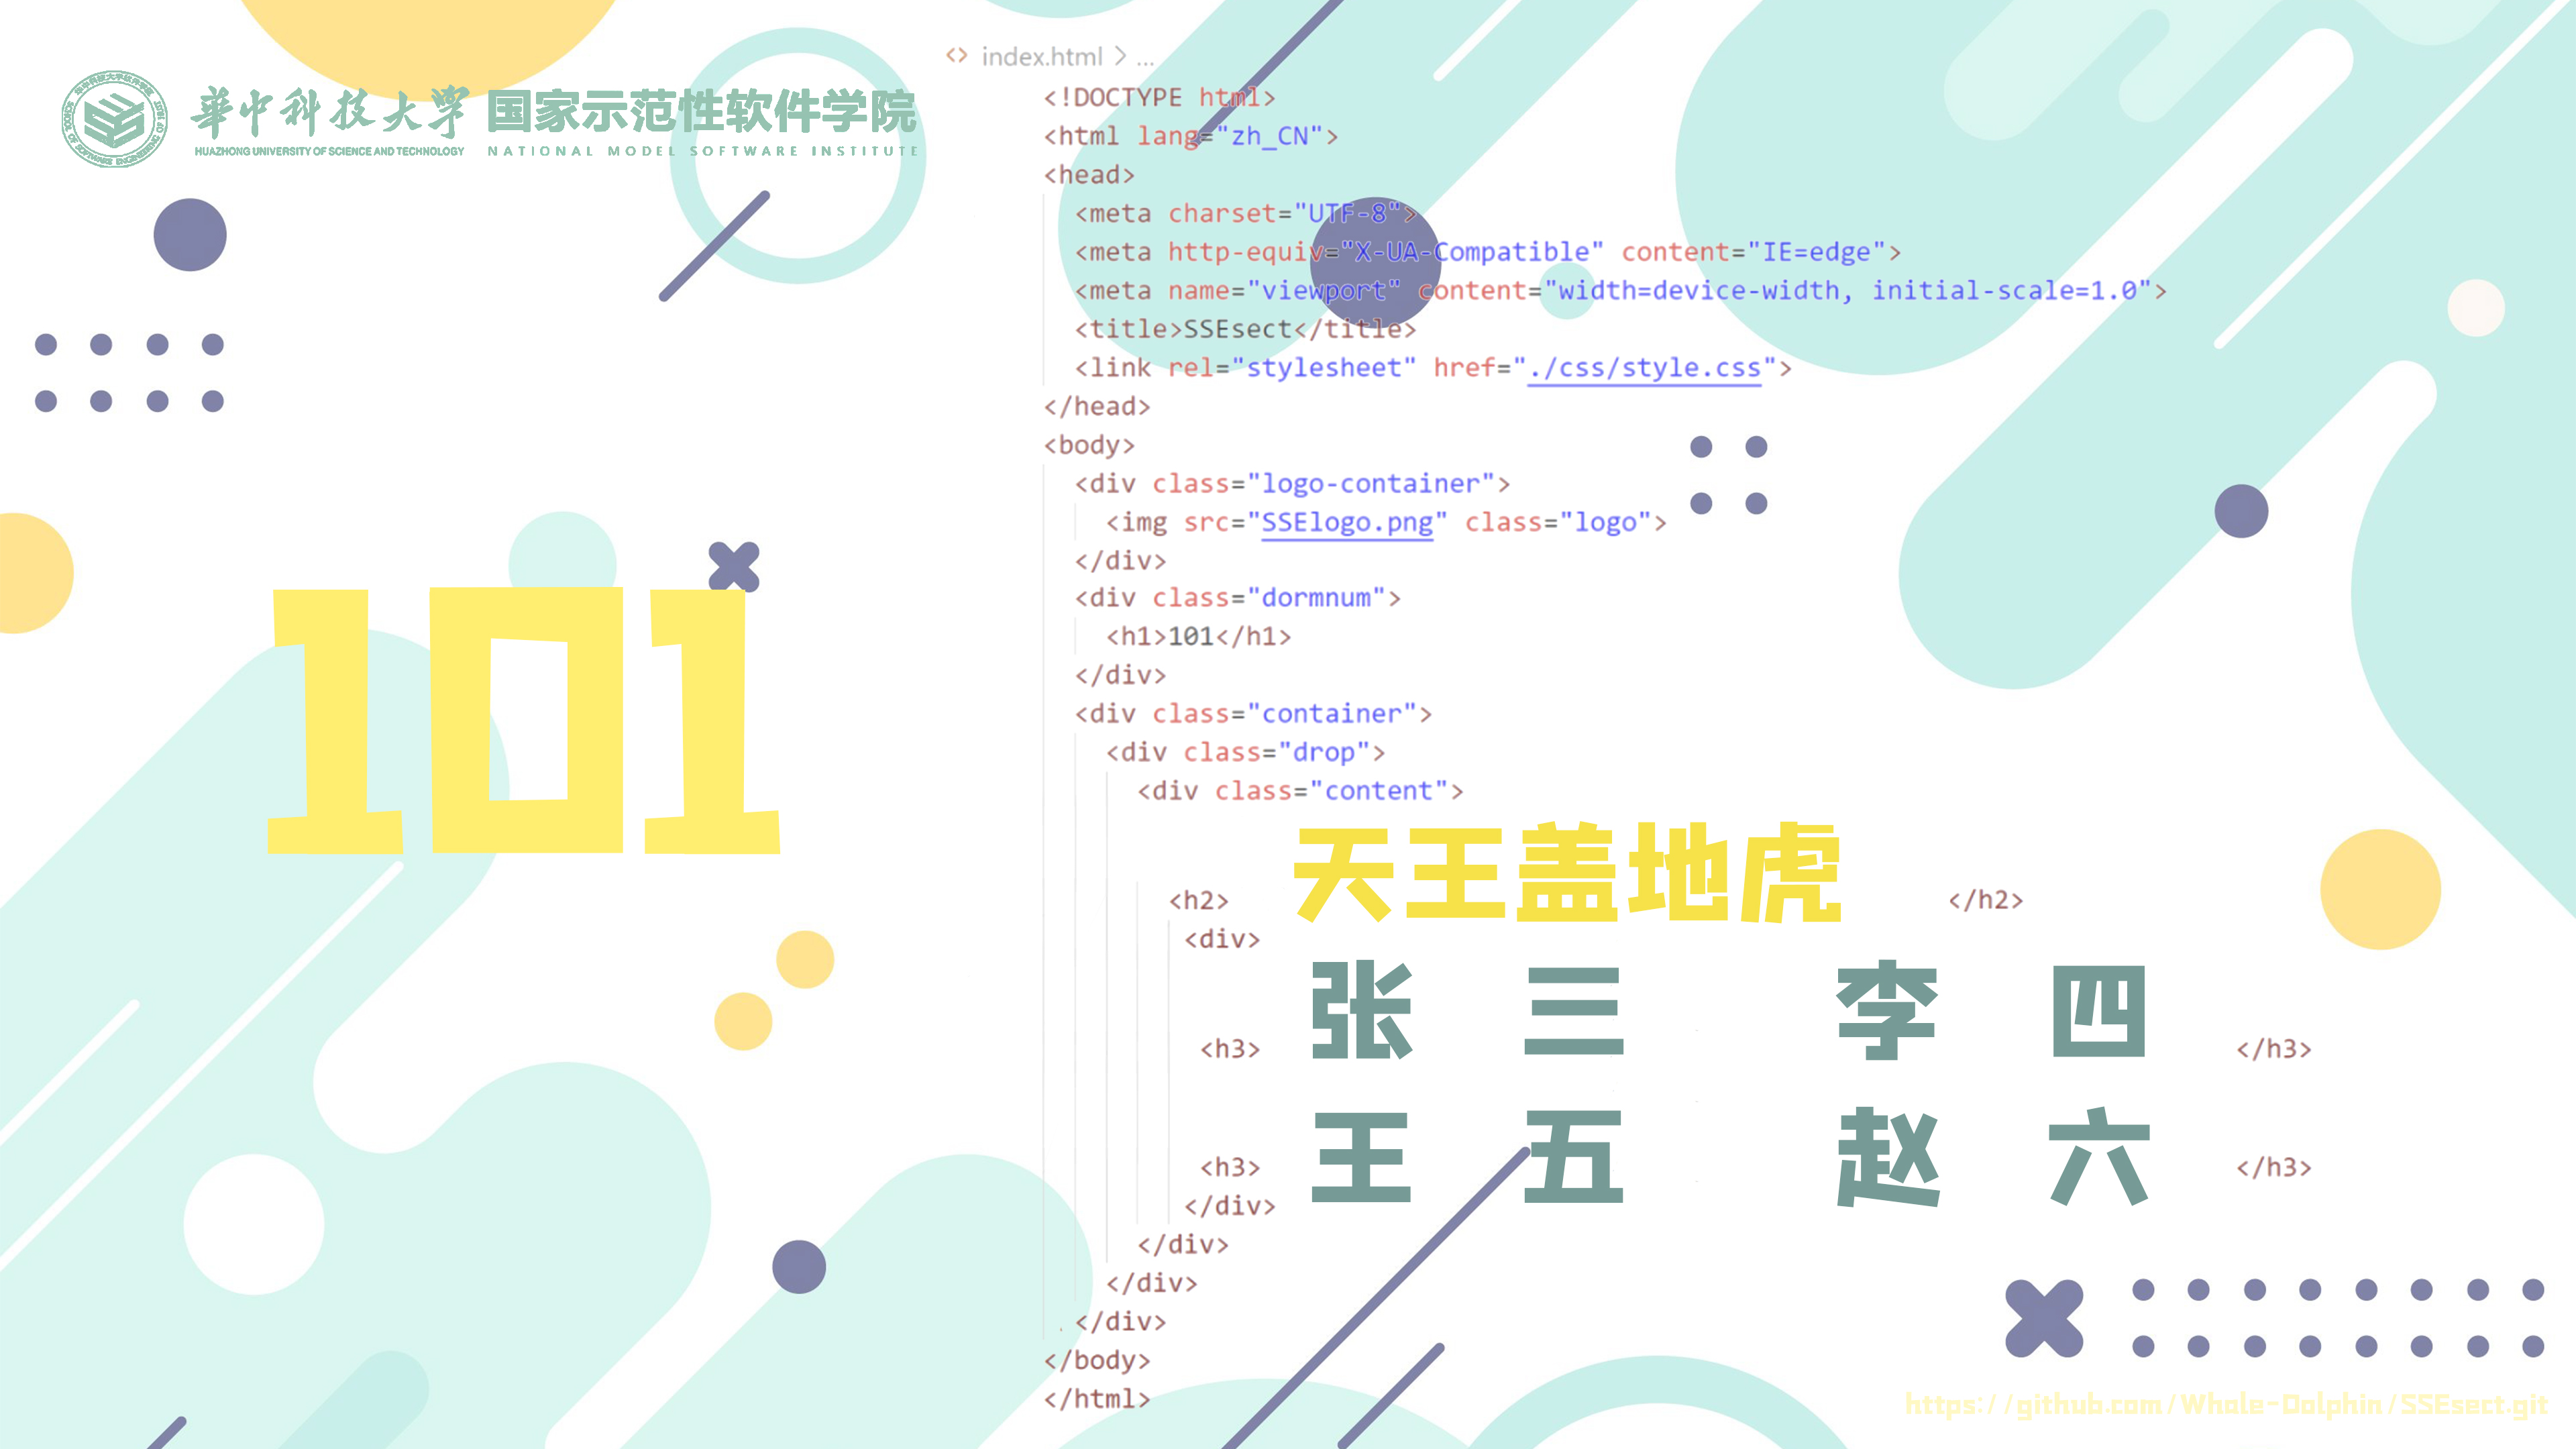 華中科技大学 国家示范性软件学院
HUAZHONG UNIVERSITY OF SCIENCE AND TECHNOLOGY NATIONAL MODEL SOFTWARE INSTITUTE
101
<> index.html > ...
<!DOCTYPE html>
<html lang="zh_CN">
<head>
<meta charset="UTF-8">
<meta http-equiv="X-UA-Compatible" content="IE=edge">
<meta name="viewport" content="width=device-width, initial-scale=1.0">
<title>SSEsect</title>
<link rel="stylesheet" href="./css/style.css">
</head>
<body>
<div class="logo-container">
<img src="SSElogo.png" class="logo">
</div>
<div class="dormnum">
<h1>101</h1>
</div>
<div class="container">
<div class="drop">
<div class="content">
<h2> 天王盖地虎 </h2>
<div>
<h3> 张三 李四 </h3>
<h3> 王五 赵六 </h3>
</div>
</div>
</div>
</div>
</body>
</html>
https://github.com/Whale-Dolphin/SSEsect.git